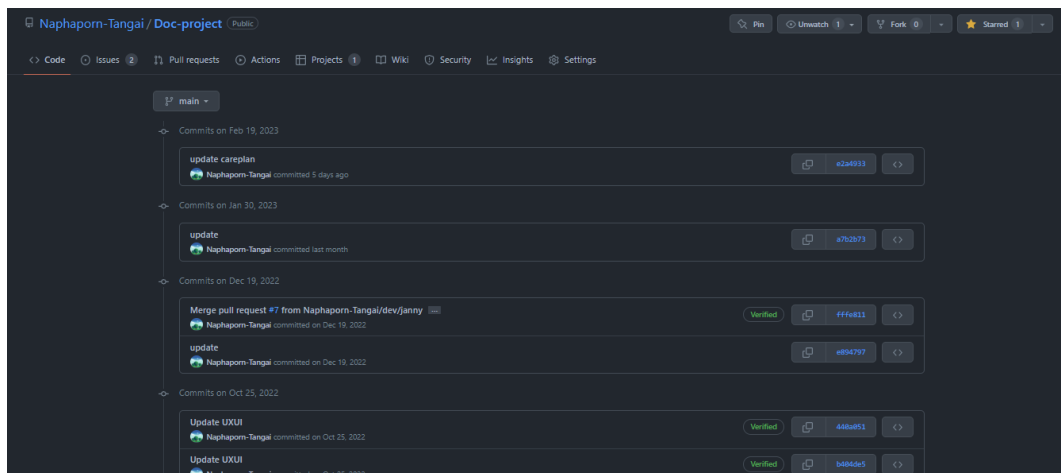 Naphaporn-Tangai / Doc-project Public Pin Unwatch 1 Fork 0 Starred 1
Code Issues 2 Pull requests Actions Projects 1 Wiki Security Insights Settings
main
Commits on Feb 19, 2023
update careplan
Naphaporn-Tangai committed 5 days ago
e2a4933
Commits on Jan 30, 2023
update
Naphaporn-Tangai committed last month
a7b2b73
Commits on Dec 19, 2022
Merge pull request #7 from Naphaporn-Tangai/dev/janny ...
Naphaporn-Tangai committed on Dec 19, 2022
Verified fffe811
update
Naphaporn-Tangai committed on Dec 19, 2022
e894797
Commits on Oct 25, 2022
Update UXUI
Naphaporn-Tangai committed on Oct 25, 2022
Verified 440a051
Update UXUI
Verified b404de5